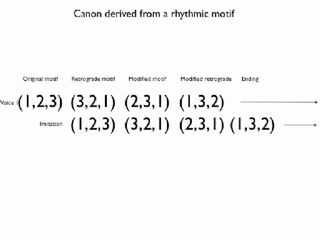 Canon derived from a rhythmic motif
Original motif Retrograde motif Modified motif Modified retrograde Ending
Voice 1 (1,2,3) (3,2,1) (2,3,1) (1,3,2)
Imitation (1,2,3) (3,2,1) (2,3,1) (1,3,2)